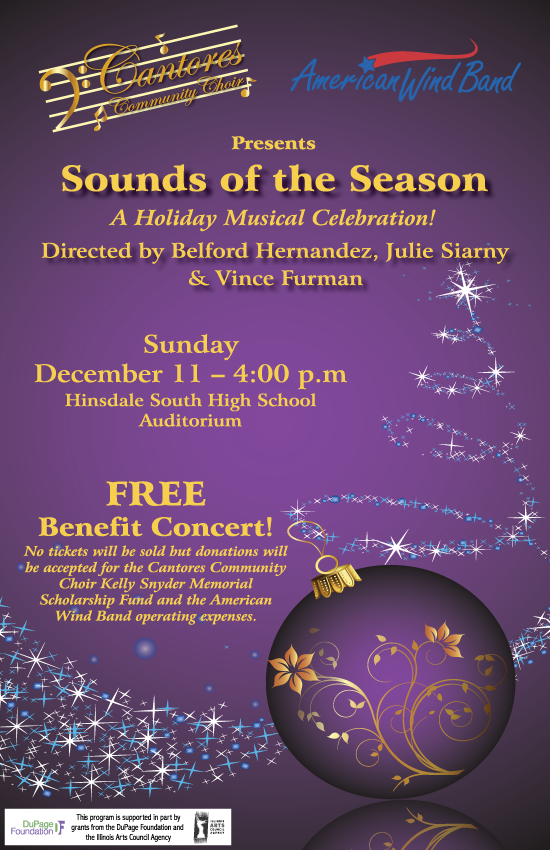 Cantores
Community Choir
American Wind Band
Presents
Sounds of the Season
A Holiday Musical Celebration!
Directed by Belford Hernandez, Julie Siarny
& Vince Furman
Sunday
December 11 – 4:00 p.m
Hinsdale South High School
Auditorium
FREE
Benefit Concert!
No tickets will be sold but donations will
be accepted for the Cantores Community
Choir Kelly Snyder Memorial
Scholarship Fund and the American
Wind Band operating expenses.
DuPage
Foundation
This program is supported in part by
grants from the DuPage Foundation and
the Illinois Arts Council Agency
ILLINOIS
ARTS
COUNCIL
AGENCY